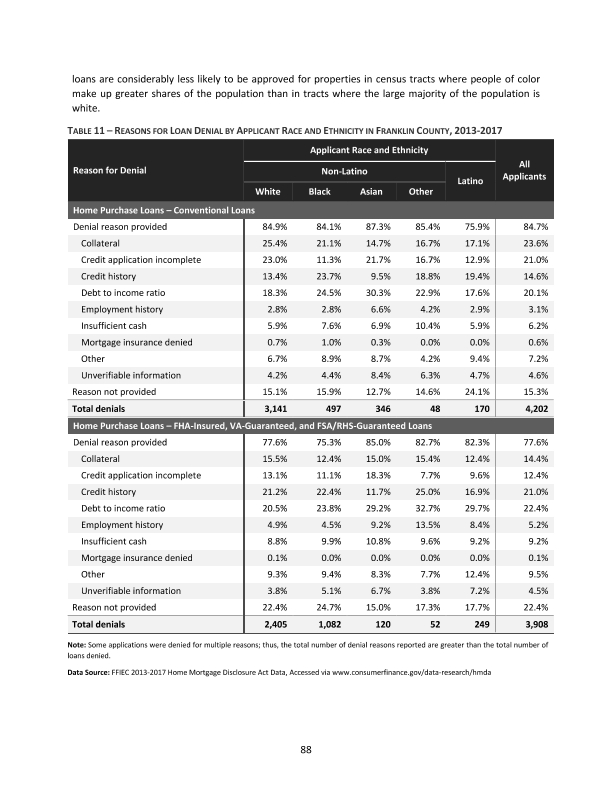 loans are considerably less likely to be approved for properties in census tracts where people of color
make up greater shares of the population than in tracts where the large majority of the population is
white.
TABLE 11 – REASONS FOR LOAN DENIAL BY APPLICANT RACE AND ETHNICITY IN FRANKLIN COUNTY, 2013-2017
Reason for Denial Applicant Race and Ethnicity All Applicants
Non-Latino Latino
White Black Asian Other
Home Purchase Loans – Conventional Loans
Denial reason provided 84.9% 84.1% 87.3% 85.4% 75.9% 84.7%
Collateral 25.4% 21.1% 14.7% 16.7% 17.1% 23.6%
Credit application incomplete 23.0% 11.3% 21.7% 16.7% 12.9% 21.0%
Credit history 13.4% 23.7% 9.5% 18.8% 19.4% 14.6%
Debt to income ratio 18.3% 24.5% 30.3% 22.9% 17.6% 20.1%
Employment history 2.8% 2.8% 6.6% 4.2% 2.9% 3.1%
Insufficient cash 5.9% 7.6% 6.9% 10.4% 5.9% 6.2%
Mortgage insurance denied 0.7% 1.0% 0.3% 0.0% 0.0% 0.6%
Other 6.7% 8.9% 8.7% 4.2% 9.4% 7.2%
Unverifiable information 4.2% 4.4% 8.4% 6.3% 4.7% 4.6%
Reason not provided 15.1% 15.9% 12.7% 14.6% 24.1% 15.3%
Total denials 3,141 497 346 48 170 4,202
Home Purchase Loans – FHA-Insured, VA-Guaranteed, and FSA/RHS-Guaranteed Loans
Denial reason provided 77.6% 75.3% 85.0% 82.7% 82.3% 77.6%
Collateral 15.5% 12.4% 15.0% 15.4% 12.4% 14.4%
Credit application incomplete 13.1% 11.1% 18.3% 7.7% 9.6% 12.4%
Credit history 21.2% 22.4% 11.7% 25.0% 16.9% 21.0%
Debt to income ratio 20.5% 23.8% 29.2% 32.7% 29.7% 22.4%
Employment history 4.9% 4.5% 9.2% 13.5% 8.4% 5.2%
Insufficient cash 8.8% 9.9% 10.8% 9.6% 9.2% 9.2%
Mortgage insurance denied 0.1% 0.0% 0.0% 0.0% 0.0% 0.1%
Other 9.3% 9.4% 8.3% 7.7% 12.4% 9.5%
Unverifiable information 3.8% 5.1% 6.7% 3.8% 7.2% 4.5%
Reason not provided 22.4% 24.7% 15.0% 17.3% 17.7% 22.4%
Total denials 2,405 1,082 120 52 249 3,908
Note: Some applications were denied for multiple reasons; thus, the total number of denial reasons reported are greater than the total number of
loans denied.
Data Source: FFIEC 2013-2017 Home Mortgage Disclosure Act Data, Accessed via www.consumerfinance.gov/data-research/hmda
88